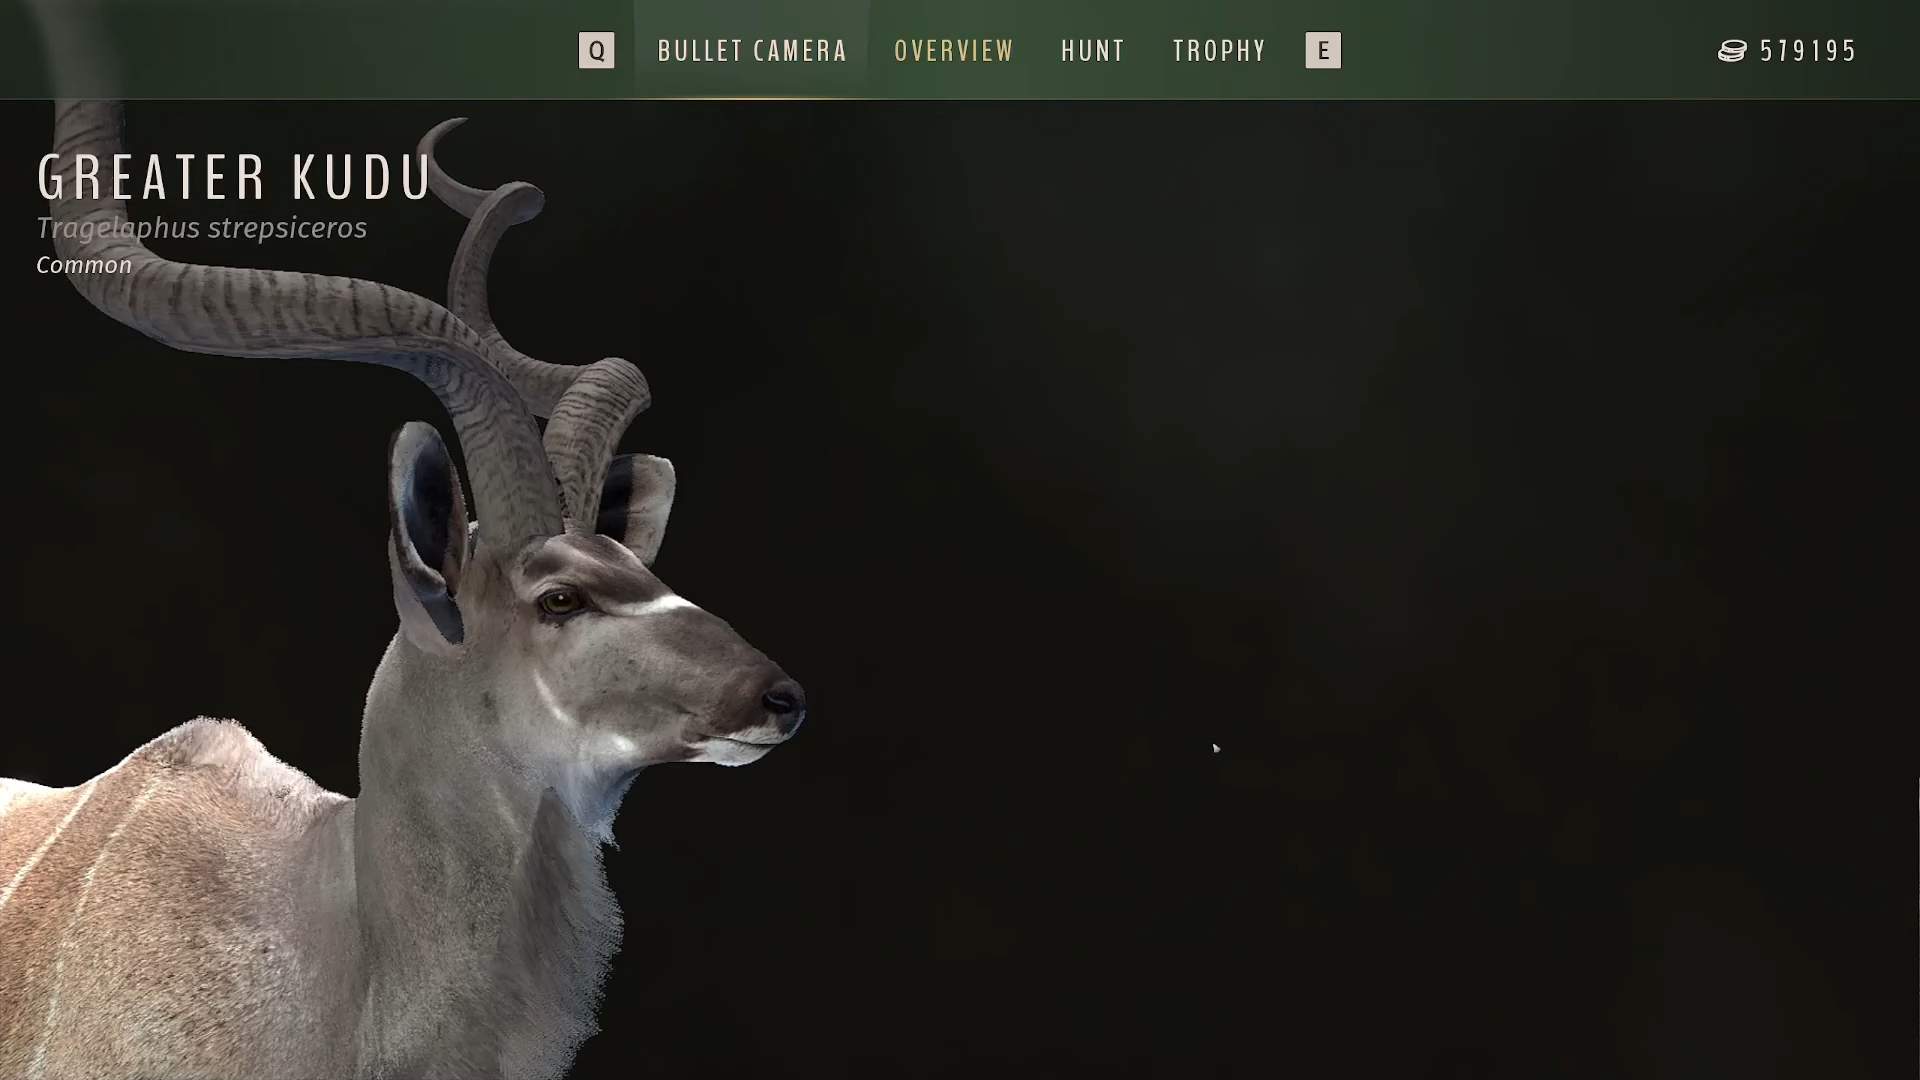 Q BULLET CAMERA OVERVIEW HUNT TROPHY E 579195
GREATER KUDU
Tragelaphus strepsiceros
Common